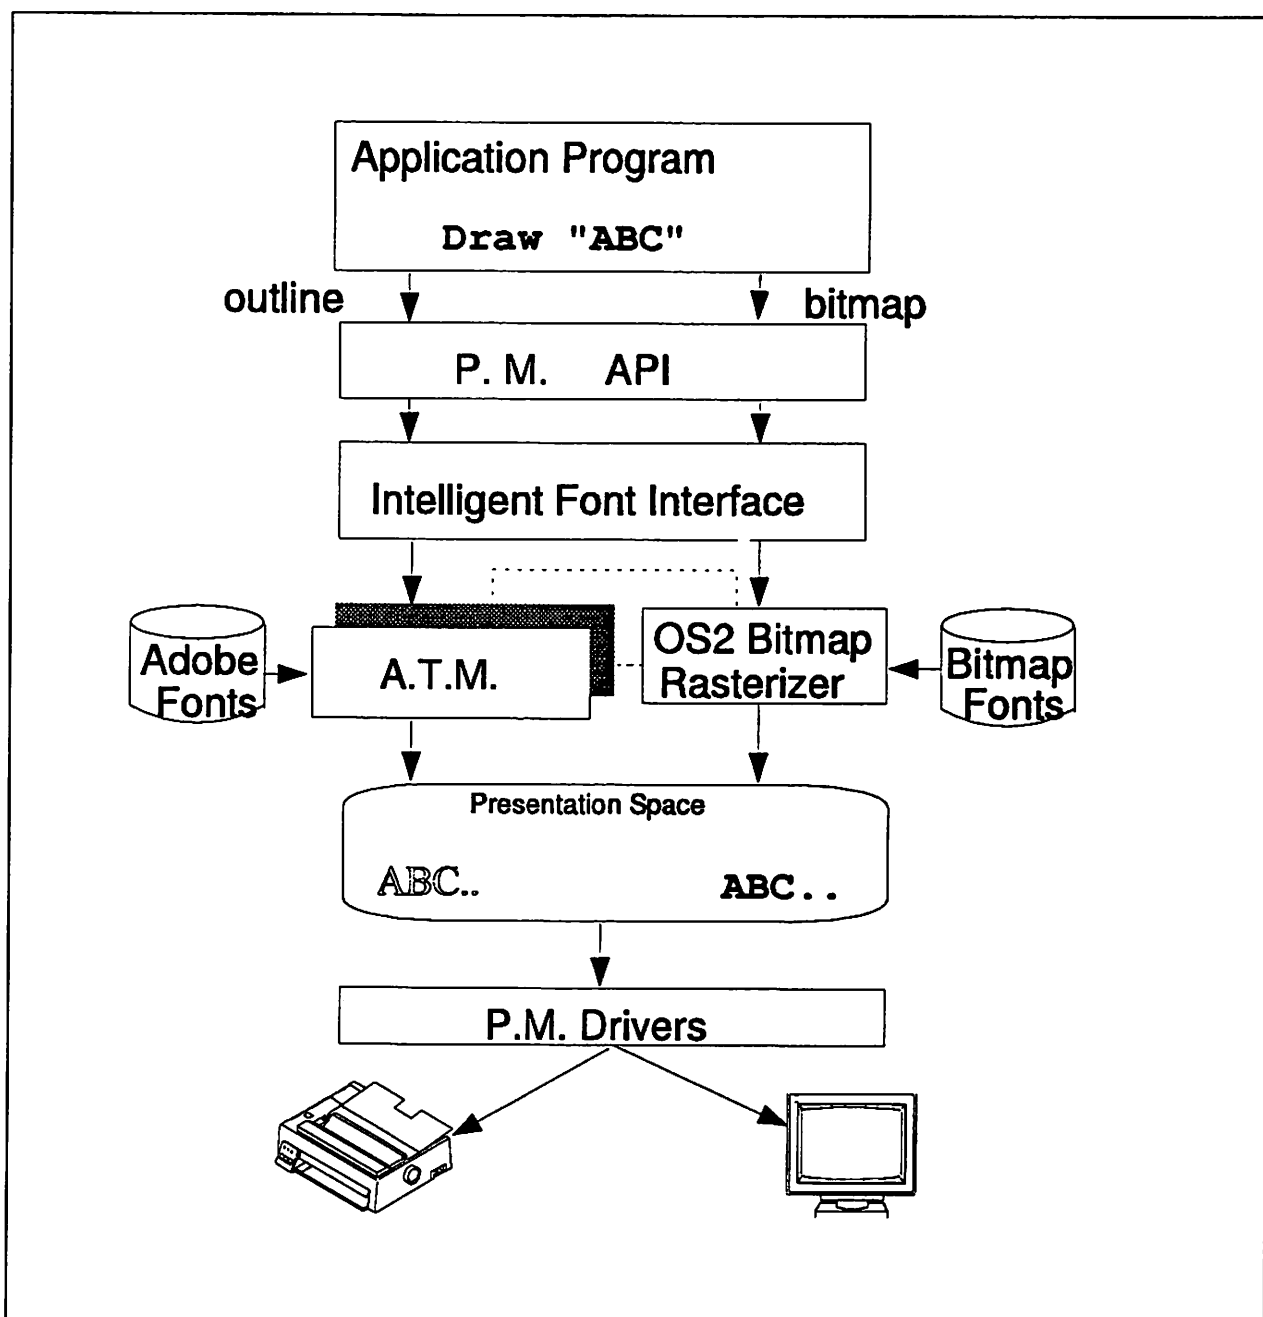 Application Program
Draw "ABC"
outline
bitmap
P. M. API
Intelligent Font Interface
Adobe
Fonts
A.T.M.
OS2 Bitmap
Rasterizer
Bitmap
Fonts
Presentation Space
ABC..
ABC..
P.M. Drivers